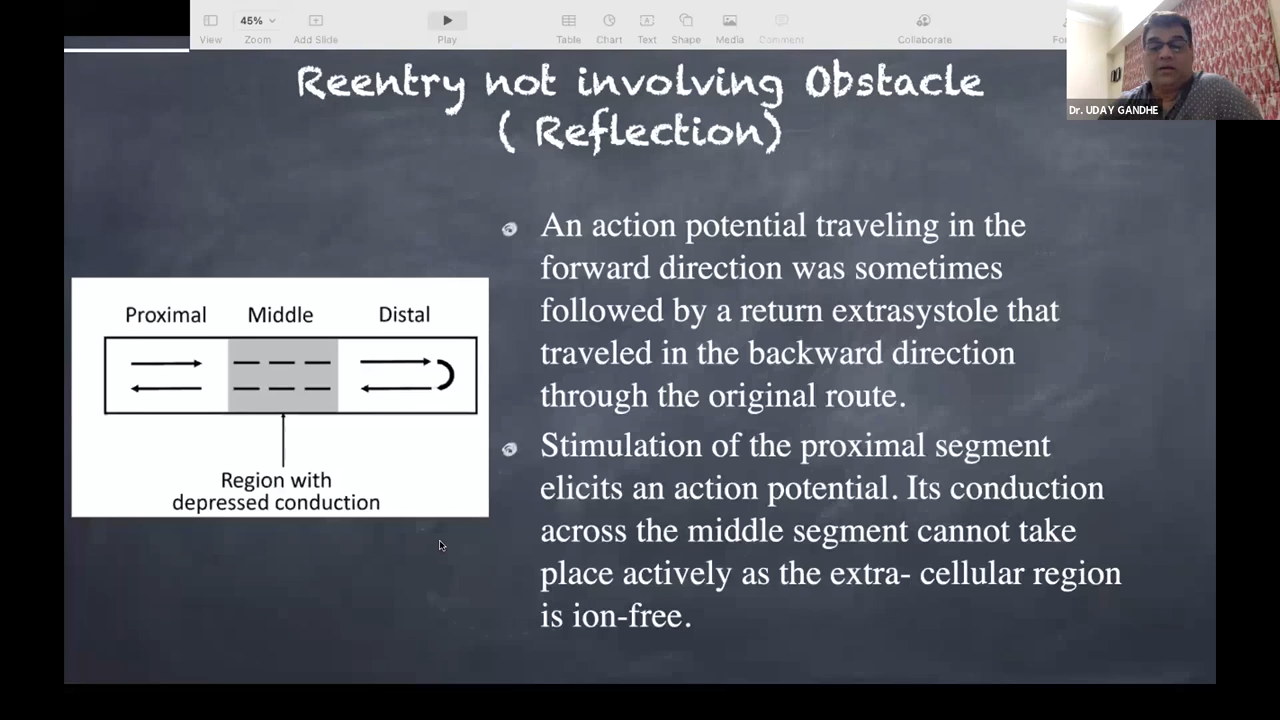 45%
View
Zoom
Add Slide
Play
Table
Chart
Text
Shape
Media
Comment
Collaborate
Dr. UDAY GANDHE
Reentry not involving Obstacle
( Reflection)
Proximal
Middle
Distal
Region with
depressed conduction
An action potential traveling in the
forward direction was sometimes
followed by a return extrasystole that
traveled in the backward direction
through the original route.
Stimulation of the proximal segment
elicits an action potential. Its conduction
across the middle segment cannot take
place actively as the extra- cellular region
is ion-free.